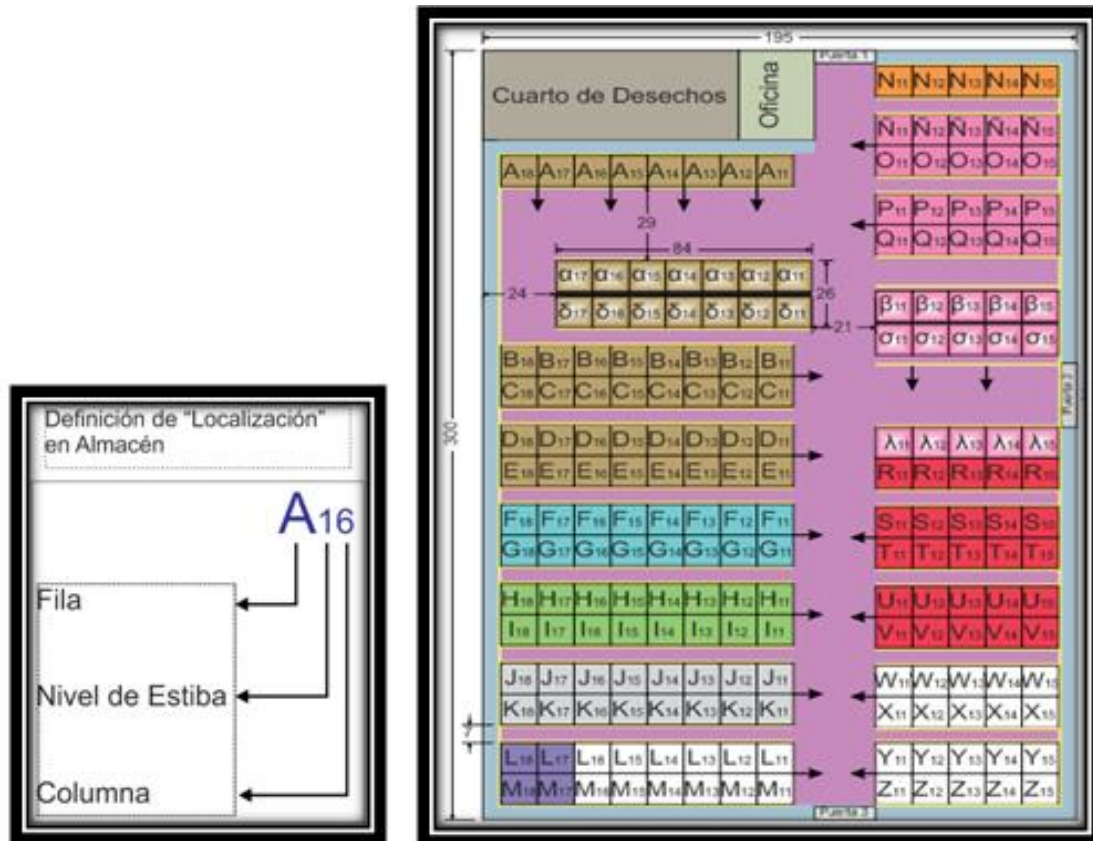 Definición de "Localización"
en Almacén
A16
Fila
Nivel de Estiba
Columna
195
Puerta 1
Cuarto de Desechos
Oficina
300
A18 A17 A16 A15 A14 A13 A12 A11
29
84
α17 α16 α15 α14 α13 α12 α11
24
26
δ17 δ16 δ15 δ14 δ13 δ12 δ11
21
B18 B17 B16 B15 B14 B13 B12 B11
C18 C17 C16 C15 C14 C13 C12 C11
D18 D17 D16 D15 D14 D13 D12 D11
E18 E17 E16 E15 E14 E13 E12 E11
F18 F17 F16 F15 F14 F13 F12 F11
G18 G17 G16 G15 G14 G13 G12 G11
H18 H17 H16 H15 H14 H13 H12 H11
I18 I17 I16 I15 I14 I13 I12 I11
J18 J17 J16 J15 J14 J13 J12 J11
K18 K17 K16 K15 K14 K13 K12 K11
L18 L17 L16 L15 L14 L13 L12 L11
M18 M17 M16 M15 M14 M13 M12 M11
N11 N12 N13 N14 N15
Ñ11 Ñ12 Ñ13 Ñ14 Ñ15
O11 O12 O13 O14 O15
P11 P12 P13 P14 P15
Q11 Q12 Q13 Q14 Q15
β11 β12 β13 β14 β15
σ11 σ12 σ13 σ14 σ15
Puerta 2
λ11 λ12 λ13 λ14 λ15
R11 R12 R13 R14 R15
S11 S12 S13 S14
T11 T12 T13 T14 T15
U11 U12 U13 U14 U15
V11 V12 V13 V14 V15
W11 W12 W13 W14 W15
X11 X12 X13 X14 X15
Y11 Y12 Y13 Y14 Y15
Z11 Z12 Z13 Z14 Z15
Puerta 3